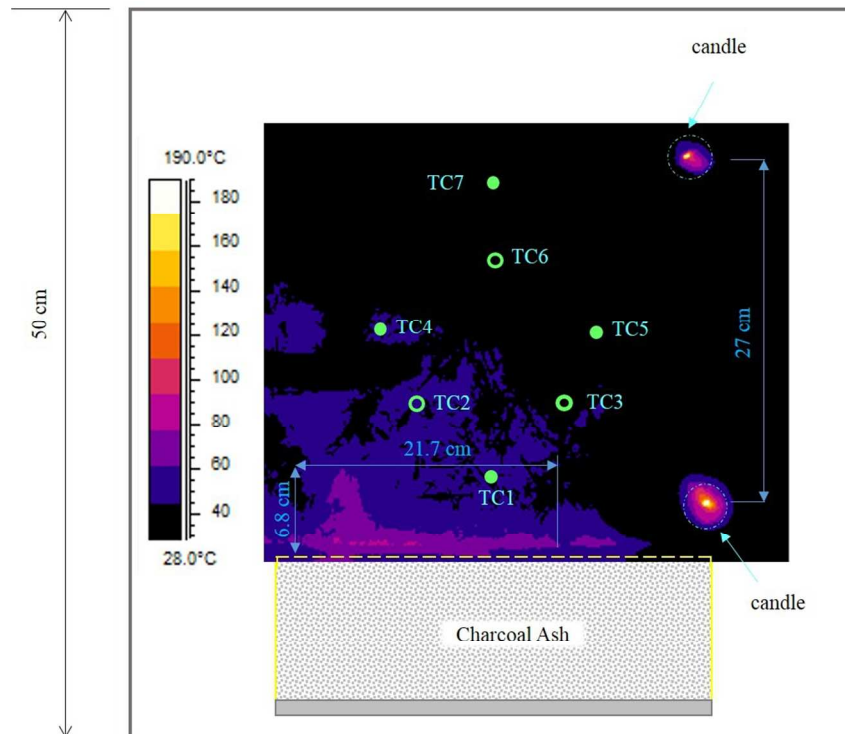 candle
190.0°C
180
160
140
120
100
80
60
40
28.0°C
50 cm
TC7
TC6
TC4
TC5
27 cm
TC2
TC3
21.7 cm
6.8 cm
TC1
candle
Charcoal Ash